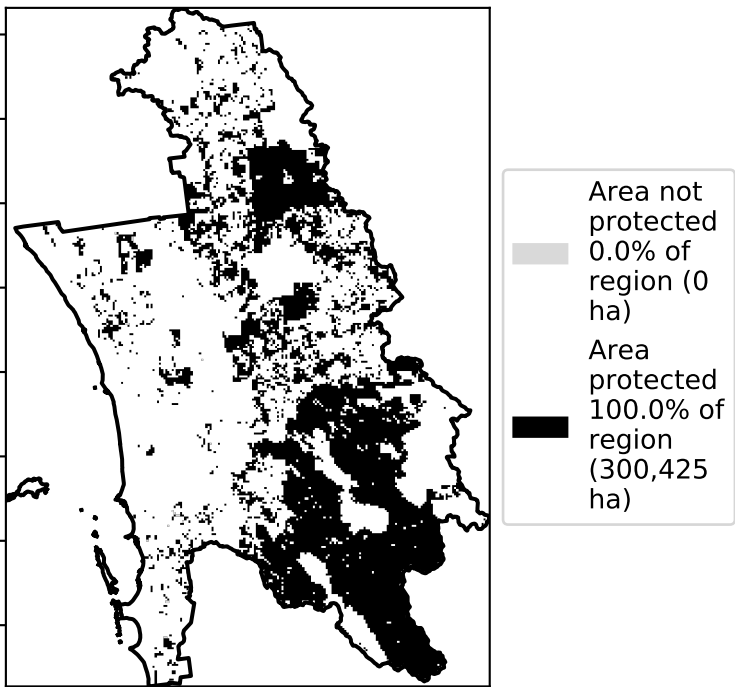 Area not
protected
0.0% of
region (0
ha)
Area
protected
100.0% of
region
(300,425
ha)